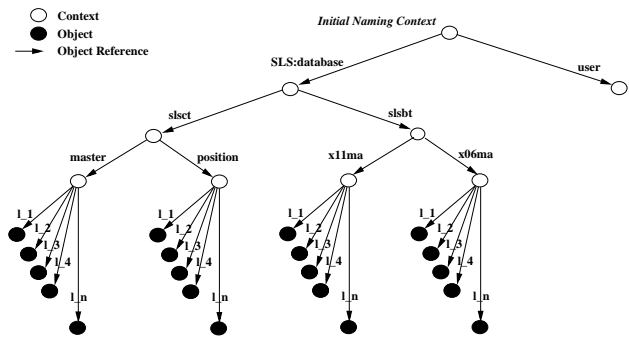 Context
Object
Object Reference
Initial Naming Context
SLS:database
user
slsct
slsbt
master
position
x11ma
x06ma
l_1
l_2
l_3
l_4
l_n
l_1
l_2
l_3
l_4
l_n
l_1
l_2
l_3
l_4
l_n
l_1
l_2
l_3
l_4
l_n